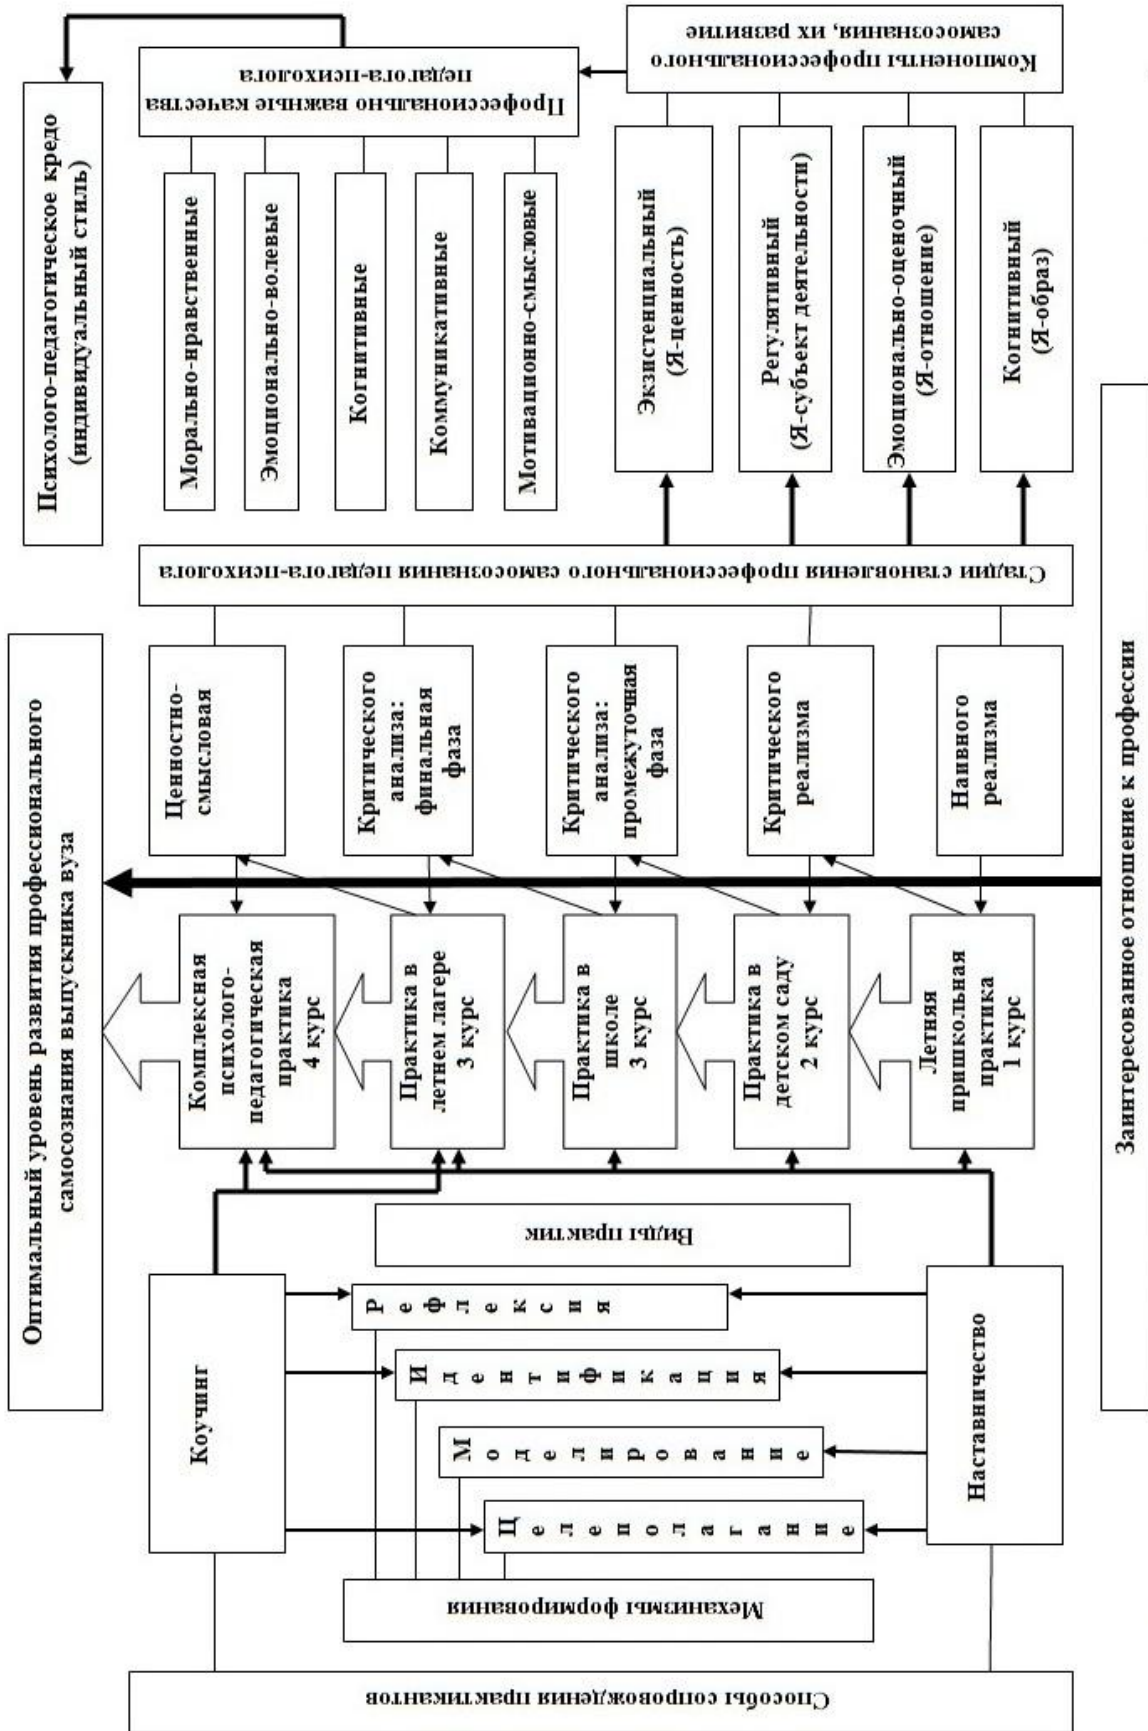 Оптимальный уровень развития профессионального
самосознания выпускника вуза
Психолого-педагогическое кредо
(индивидуальный стиль)
Способы сопровождения практикантов
Коучинг
Наставничество
Механизмы формирования
Целеполагание
Моделирование
Идентификация
Рефлексия
Виды практик
Комплексная
психолого-
педагогическая
практика
4 курс
Практика в
летнем лагере
3 курс
Практика в
школе
3 курс
Практика в
детском саду
2 курс
Летняя
пришкольная
практика
1 курс
Ценностно-
смысловая
Критического
анализа:
финальная
фаза
Критического
анализа:
промежуточная
фаза
Критического
реализма
Наивного
реализма
Стадии становления профессионального самосознания педагога-психолога
Морально-нравственные
Эмоционально-волевые
Когнитивные
Коммуникативные
Мотивационно-смысловые
Профессионально важные качества
педагога-психолога
Экзистенциальный
(Я-ценность)
Регулятивный
(Я-субъект деятельности)
Эмоционально-оценочный
(Я-отношение)
Когнитивный
(Я-образ)
Компоненты профессионального
самосознания, их развитие
Заинтересованное отношение к профессии